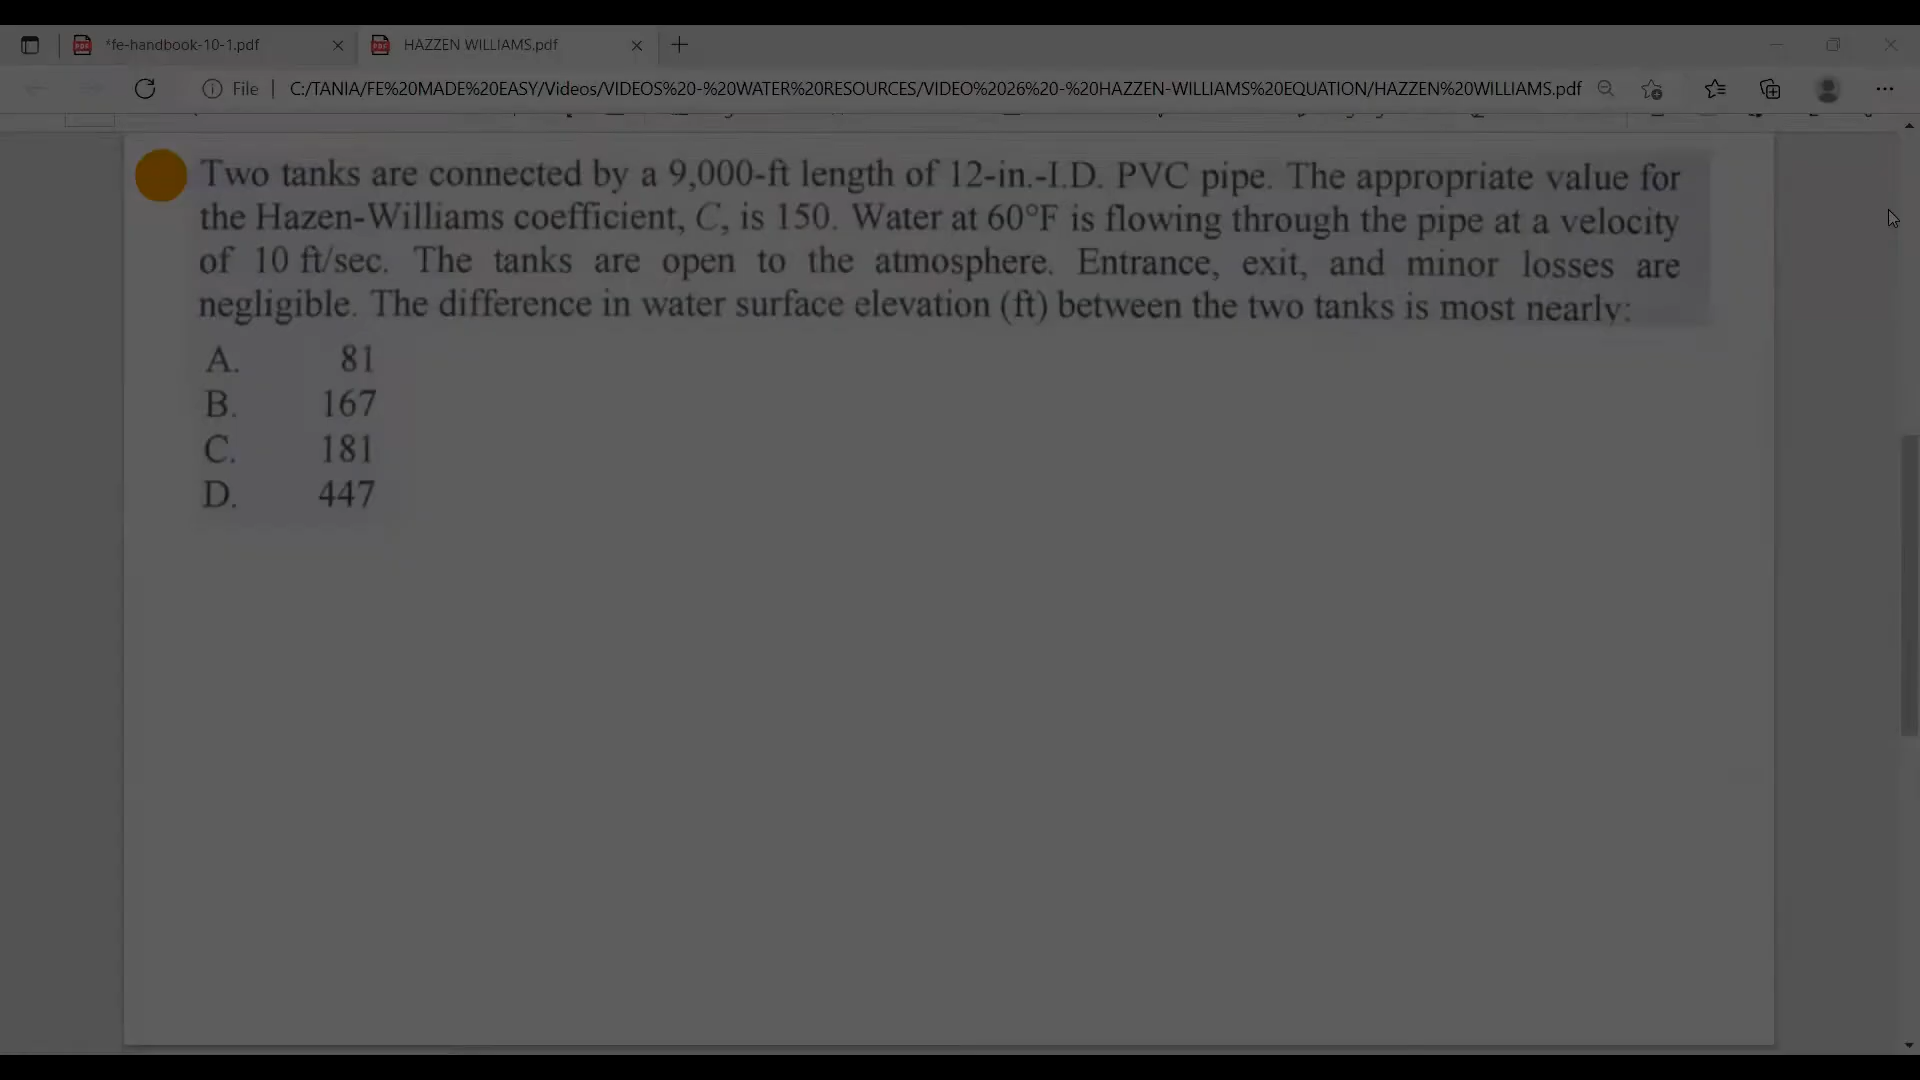 *fe-handbook-10-1.pdf
HAZZEN WILLIAMS.pdf
File
C:/TANIA/FE%20MADE%20EASY/Videos/VIDEOS%20-%20WATER%20RESOURCES/VIDEO%2026%20-%20HAZZEN-WILLIAMS%20EQUATION/HAZZEN%20WILLIAMS.pdf
Two tanks are connected by a 9,000-ft length of 12-in.-I.D. PVC pipe. The appropriate value for
the Hazen-Williams coefficient, C, is 150. Water at 60°F is flowing through the pipe at a velocity
of 10 ft/sec. The tanks are open to the atmosphere. Entrance, exit, and minor losses are
negligible. The difference in water surface elevation (ft) between the two tanks is most nearly:
A. 81
B. 167
C. 181
D. 447